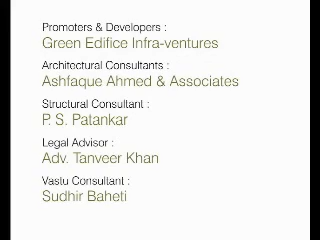 Promoters & Developers :
Green Edifice Infra-ventures
Architectural Consultants :
Ashfaque Ahmed & Associates
Structural Consultant :
P. S. Patankar
Legal Advisor :
Adv. Tanveer Khan
Vastu Consultant :
Sudhir Baheti